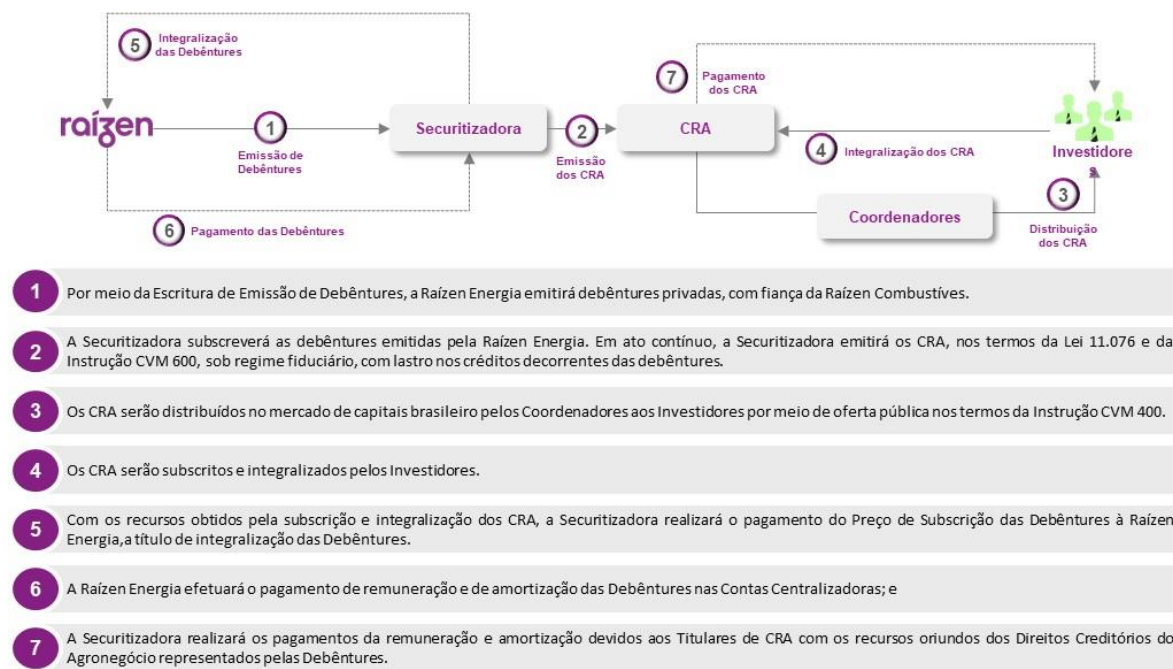 5
Integralização
das Debêntures
raízen
1
Emissão de
Debêntures
Securitizadora
2
Emissão
dos CRA
CRA
7
Pagamento
dos CRA
4
Integralização dos CRA
Investidore
s
3
Distribuição
dos CRA
Coordenadores
6
Pagamento das Debêntures
1
Por meio da Escritura de Emissão de Debêntures, a Raízen Energia emitirá debêntures privadas, com fiança da Raízen Combustíves.
2
A Securitizadora subscreverá as debêntures emitidas pela Raízen Energia. Em ato contínuo, a Securitizadora emitirá os CRA, nos termos da Lei 11.076 e da
Instrução CVM 600, sob regime fiduciário, com lastro nos créditos decorrentes das debêntures.
3
Os CRA serão distribuídos no mercado de capitais brasileiro pelos Coordenadores aos Investidores por meio de oferta pública nos termos da Instrução CVM 400.
4
Os CRA serão subscritos e integralizados pelos Investidores.
5
Com os recursos obtidos pela subscrição e integralização dos CRA, a Securitizadora realizará o pagamento do Preço de Subscrição das Debêntures à Raízen
Energia,a título de integralização das Debêntures.
6
A Raízen Energia efetuará o pagamento de remuneração e de amortização das Debêntures nas Contas Centralizadoras; e
7
A Securitizadora realizará os pagamentos da remuneração e amortização devidos aos Titulares de CRA com os recursos oriundos dos Direitos Creditórios do
Agronegócio representados pelas Debêntures.